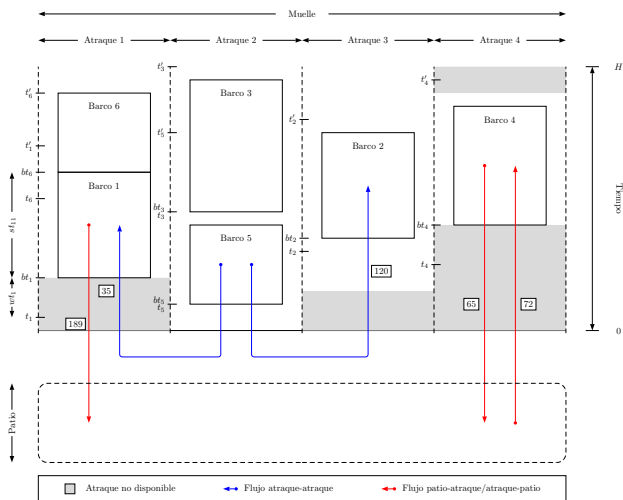 Muelle
Atraque 1
Atraque 2
Atraque 3
Atraque 4
t'₃
H
t'₆
Barco 6
Barco 3
t'₄
t'₂
Barco 4
t'₅
t'₁
Barco 2
bt₆
Barco 1
t₆
st₁₁
bt₃
t₃
Barco 5
bt₂
t₂
bt₄
Tiempo
t₄
120
bt₁
wt₁
35
bt₅
t₅
65
72
t₁
189
0
Patio
Atraque no disponible
Flujo atraque-atraque
Flujo patio-atraque/atraque-patio